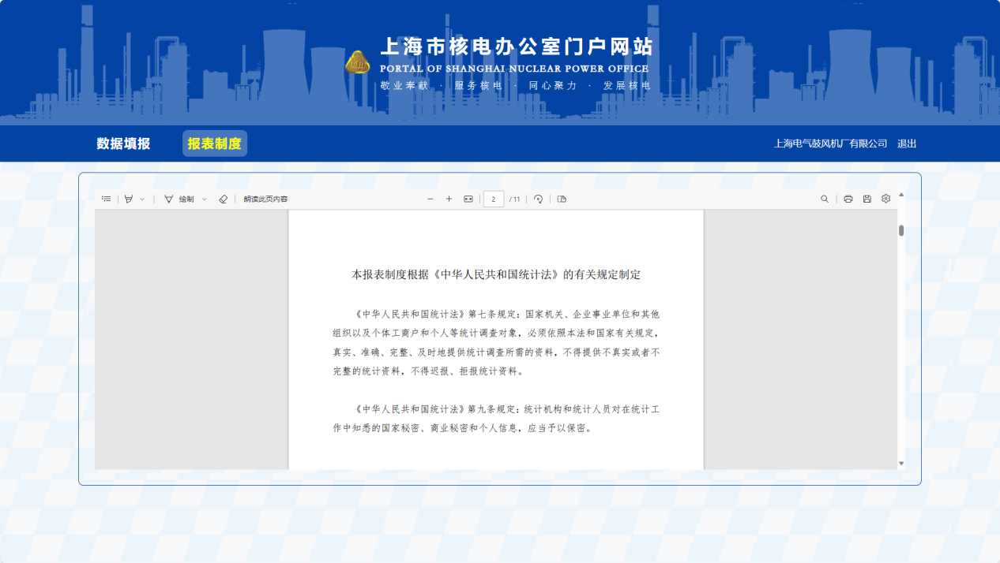 上海市核电办公室门户网站
PORTAL OF SHANGHAI NUCLEAR POWER OFFICE
敬业奉献 · 服务核电 · 同心聚力 · 发展核电
数据填报 报表制度 上海电气鼓风机厂有限公司 退出
绘制 朗读此页内容 2 / 11
本报表制度根据《中华人民共和国统计法》的有关规定制定
《中华人民共和国统计法》第七条规定：国家机关、企业事业单位和其他
组织以及个体工商户和个人等统计调查对象，必须依照本法和国家有关规定，
真实、准确、完整、及时地提供统计调查所需的资料，不得提供不真实或者不
完整的统计资料，不得迟报、拒报统计资料。
《中华人民共和国统计法》第九条规定：统计机构和统计人员对在统计工
作中知悉的国家秘密、商业秘密和个人信息，应当予以保密。